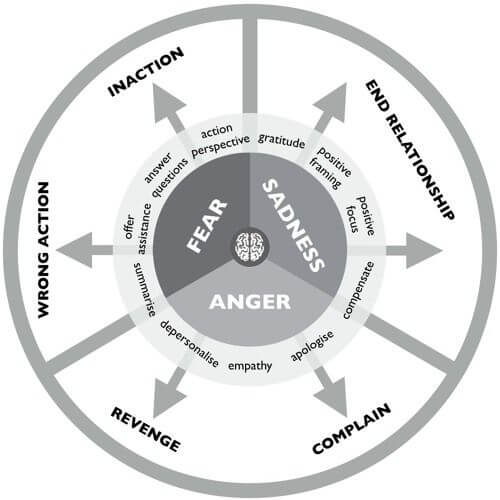 INACTION
END RELATIONSHIP
WRONG ACTION
REVENGE
COMPLAIN
action
perspective
gratitude
positive
framing
positive
focus
compensate
apologise
empathy
depersonalise
summarise
offer
assistance
answer
questions
FEAR
SADNESS
ANGER